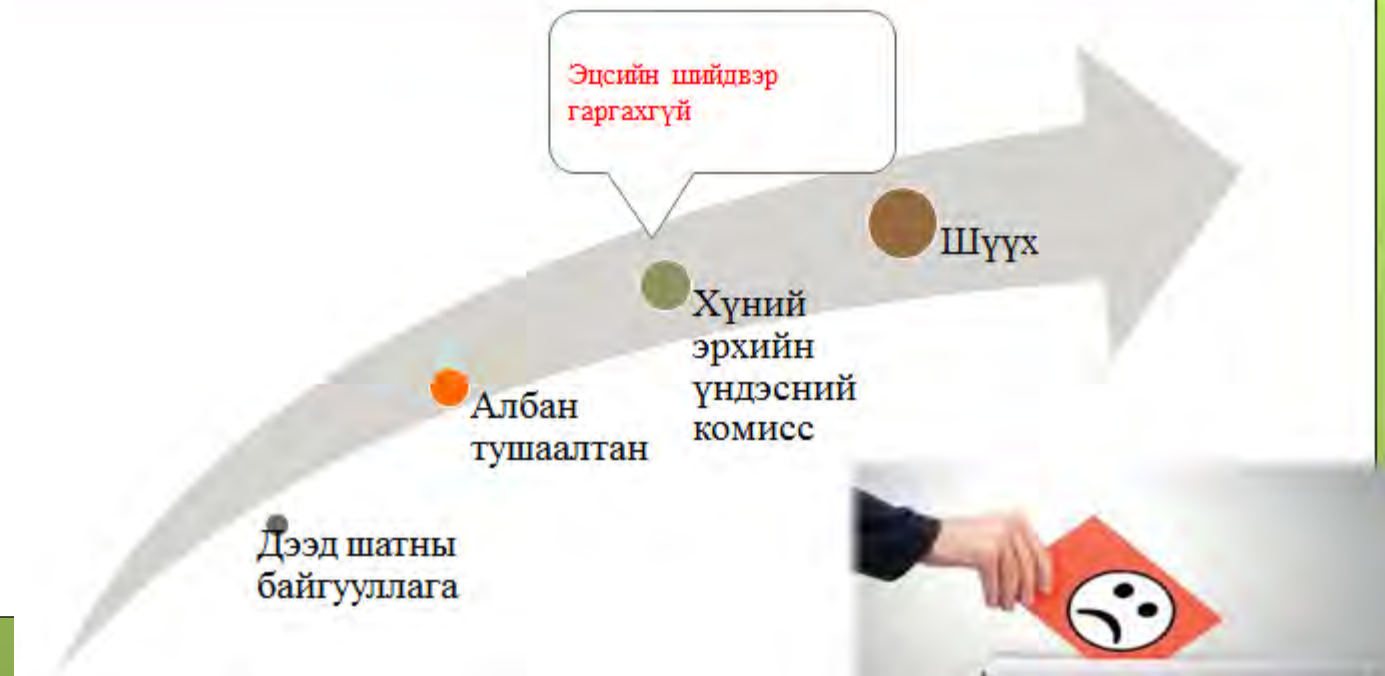 Эцсийн шийдвэр
гаргахгүй
Шүүх
Хүний
эрхийн
үндэсний
комисс
Албан
тушаалтан
Дээд шатны
байгууллага